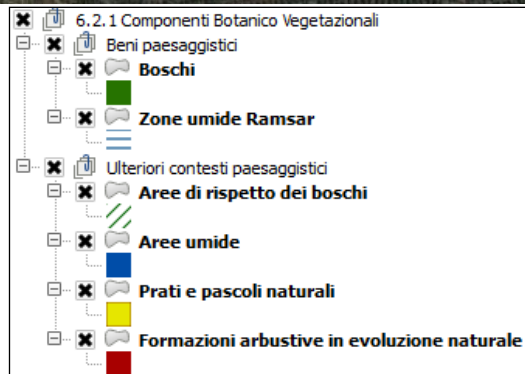 6.2.1 Componenti Botanico Vegetazionali
Beni paesaggistici
Boschi
Zone umide Ramsar
Ulteriori contesti paesaggistici
Aree di rispetto dei boschi
Aree umide
Prati e pascoli naturali
Formazioni arbustive in evoluzione naturale